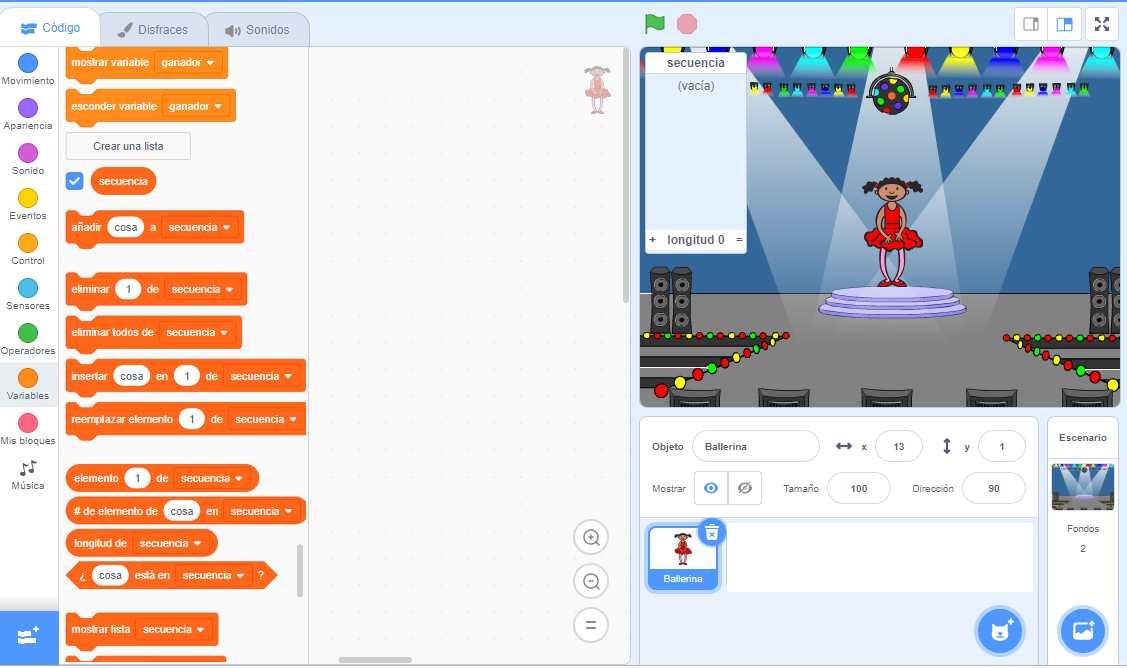 Código
Disfraces
Sonidos
Movimiento
Apariencia
Sonido
Eventos
Control
Sensores
Operadores
Variables
Mis bloques
Música
mostrar variable ganador
esconder variable ganador
Crear una lista
secuencia
añadir cosa a secuencia
eliminar 1 de secuencia
eliminar todos de secuencia
insertar cosa en 1 de secuencia
reemplazar elemento 1 de secuencia
elemento 1 de secuencia
# de elemento de cosa en secuencia
longitud de secuencia
¿ cosa está en secuencia ?
mostrar lista secuencia
secuencia
(vacía)
+ longitud 0 =
Objeto Ballerina x 13 y 1
Mostrar Tamaño 100 Dirección 90
Ballerina
Escenario
Fondos
2